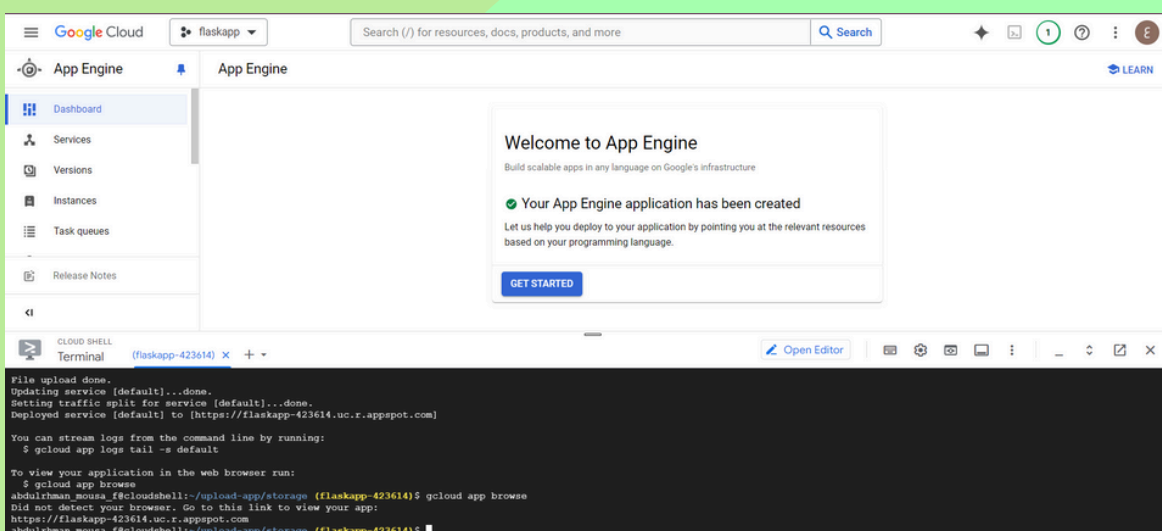 Google Cloud
flaskapp
Search (/) for resources, docs, products, and more
Search
1
ε
App Engine
App Engine
LEARN
Dashboard
Services
Versions
Instances
Task queues
Release Notes
Welcome to App Engine
Build scalable apps in any language on Google's infrastructure
Your App Engine application has been created
Let us help you deploy to your application by pointing you at the relevant resources
based on your programming language.
GET STARTED
CLOUD SHELL
Terminal
(flaskapp-423614)
Open Editor
File upload done.
Updating service [default]...done.
Setting traffic split for service [default]...done.
Deployed service [default] to [https://flaskapp-423614.uc.r.appspot.com]
You can stream logs from the command line by running:
$ gcloud app logs tail -s default
To view your application in the web browser run:
$ gcloud app browse
abdulrhman_mousa_f@cloudshell:~/upload-app/storage (flaskapp-423614)$ gcloud app browse
Did not detect your browser. Go to this link to view your app:
https://flaskapp-423614.uc.r.appspot.com
abdulrhman_mousa_f@cloudshell:~/upload-app/storage (flaskapp-423614)$